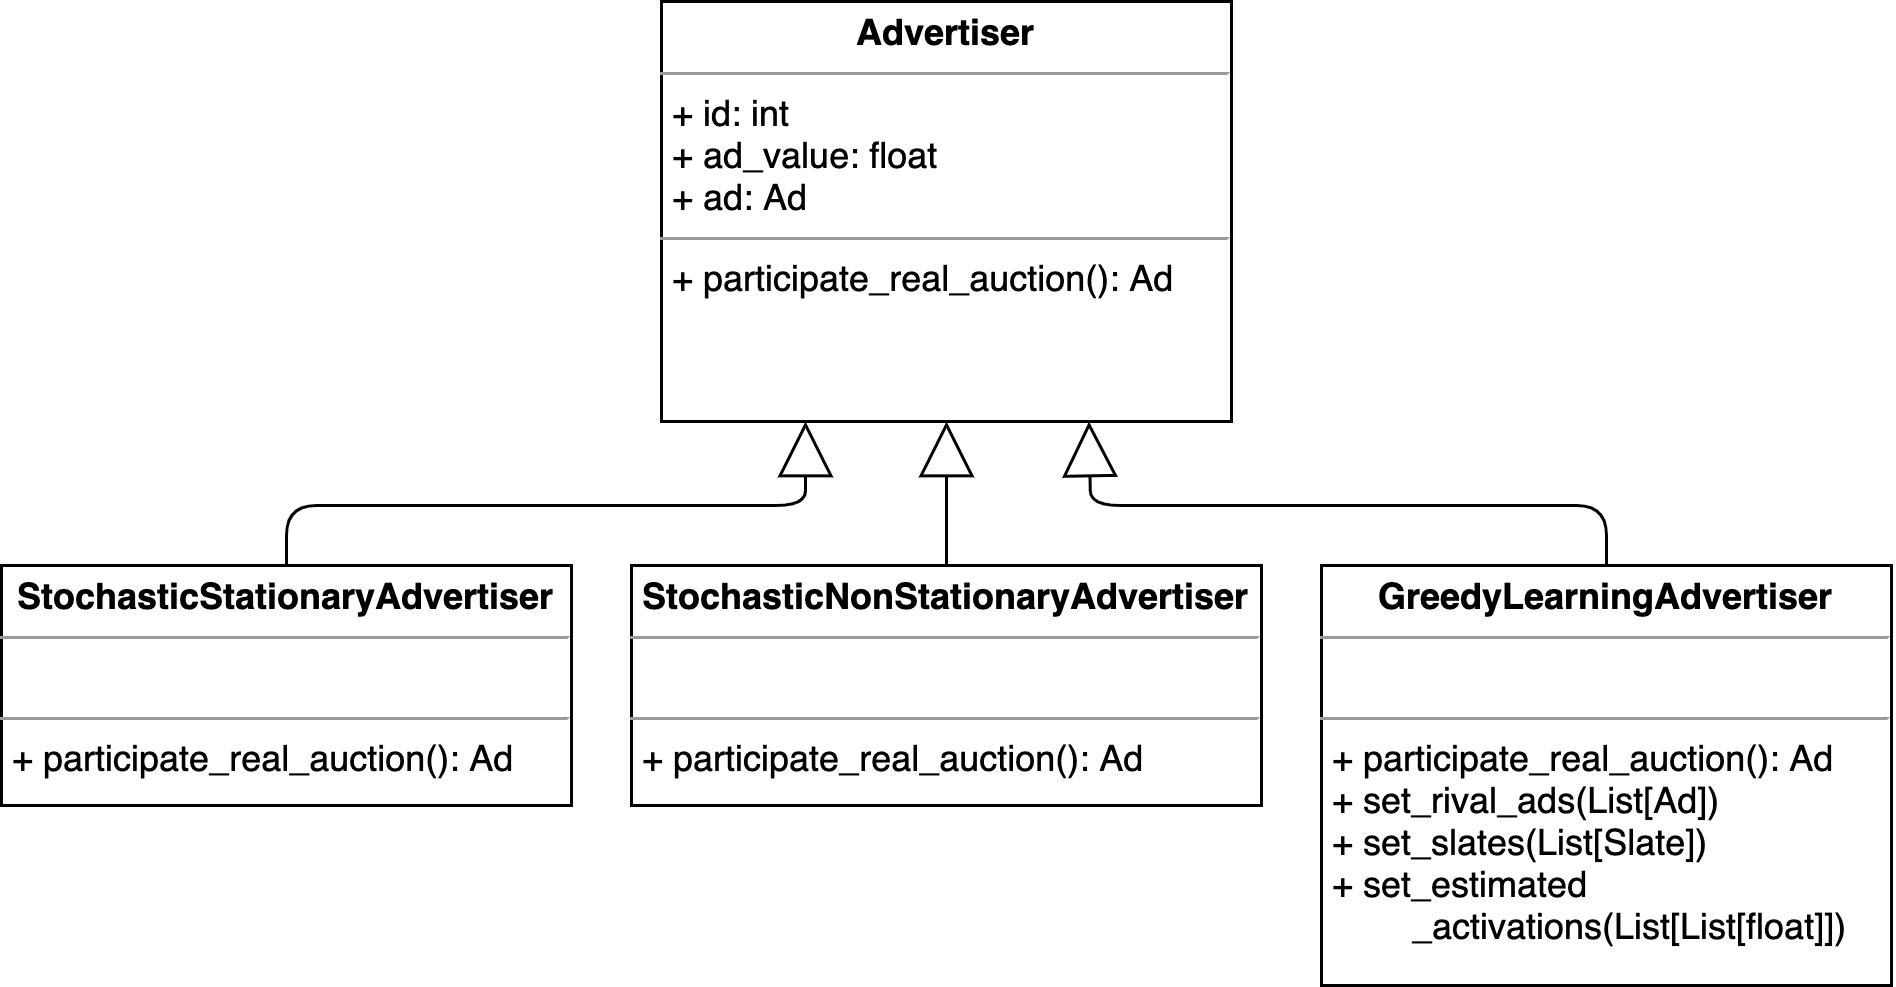 Advertiser
+ id: int
+ ad_value: float
+ ad: Ad
+ participate_real_auction(): Ad
StochasticStationaryAdvertiser
+ participate_real_auction(): Ad
StochasticNonStationaryAdvertiser
+ participate_real_auction(): Ad
GreedyLearningAdvertiser
+ participate_real_auction(): Ad
+ set_rival_ads(List[Ad])
+ set_slates(List[Slate])
+ set_estimated
_activations(List[List[float]])